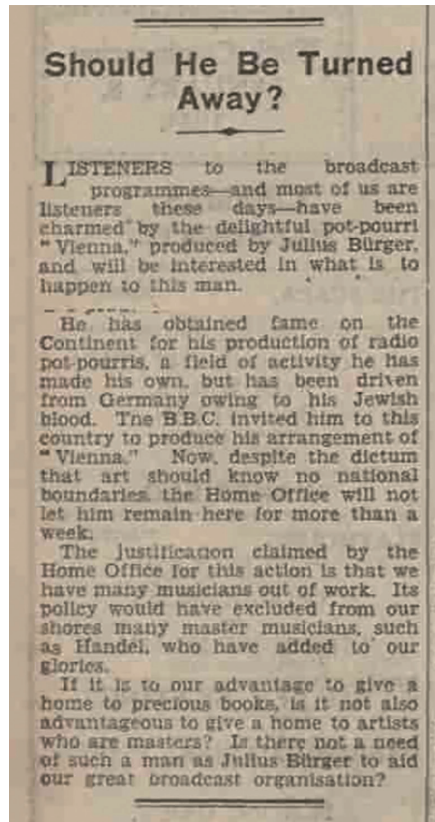 Should He Be Turned
Away?
LISTENERS to the broadcast
programmes—and most of us are
listeners these days—have been
charmed by the delightful pot-pourri
"Vienna," produced by Julius Bürger,
and will be interested in what is to
happen to this man.
He has obtained fame on the
Continent for his production of radio
pot-pourris, a field of activity he has
made his own, but has been driven
from Germany owing to his Jewish
blood. The B.B.C. invited him to this
country to produce his arrangement of
"Vienna." Now, despite the dictum
that art should know no national
boundaries, the Home Office will not
let him remain here for more than a
week.
The justification claimed by the
Home Office for this action is that we
have many musicians out of work. Its
policy would have excluded from our
shores many master musicians, such
as Handel, who have added to our
glories.
If it is to our advantage to give a
home to precious books, is it not also
advantageous to give a home to artists
who are masters? Is there not a need
of such a man as Julius Bürger to aid
our great broadcast organisation?